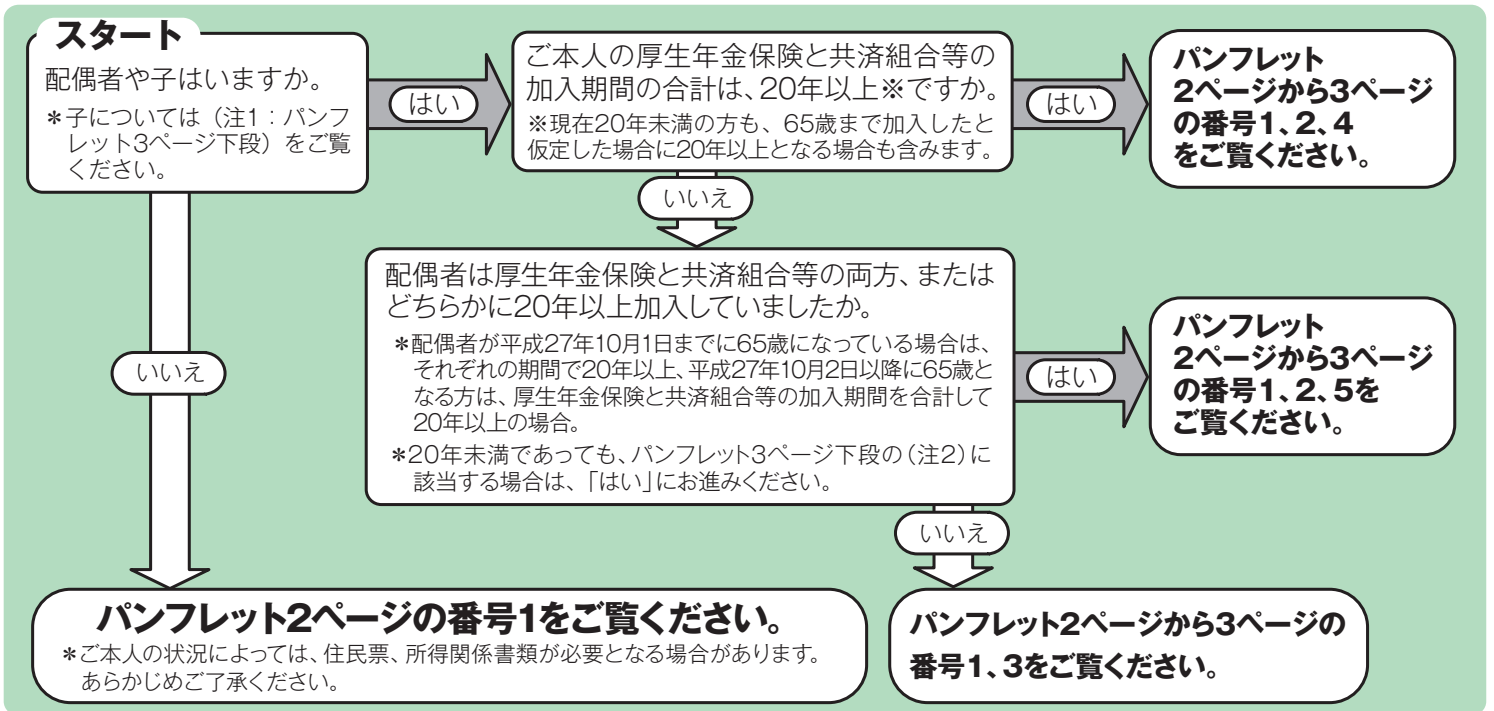 スタート
配偶者や子はいますか。
*子については（注1：パンフ
レット3ページ下段）をご覧
ください。
はい
ご本人の厚生年金保険と共済組合等の
加入期間の合計は、20年以上※ですか。
※現在20年未満の方も、65歳まで加入したと
仮定した場合に20年以上となる場合も含みます。
はい
パンフレット
2ページから3ページ
の番号1、2、4
をご覧ください。
いいえ
配偶者は厚生年金保険と共済組合等の両方、または
どちらかに20年以上加入していましたか。
*配偶者が平成27年10月1日までに65歳になっている場合は、
それぞれの期間で20年以上、平成27年10月2日以降に65歳と
なる方は、厚生年金保険と共済組合等の加入期間を合計して
20年以上の場合。
*20年未満であっても、パンフレット3ページ下段の（注2）に
該当する場合は、「はい」にお進みください。
はい
パンフレット
2ページから3ページ
の番号1、2、5を
ご覧ください。
いいえ
いいえ
パンフレット2ページの番号1をご覧ください。
*ご本人の状況によっては、住民票、所得関係書類が必要となる場合があります。
あらかじめご了承ください。
パンフレット2ページから3ページの
番号1、3をご覧ください。